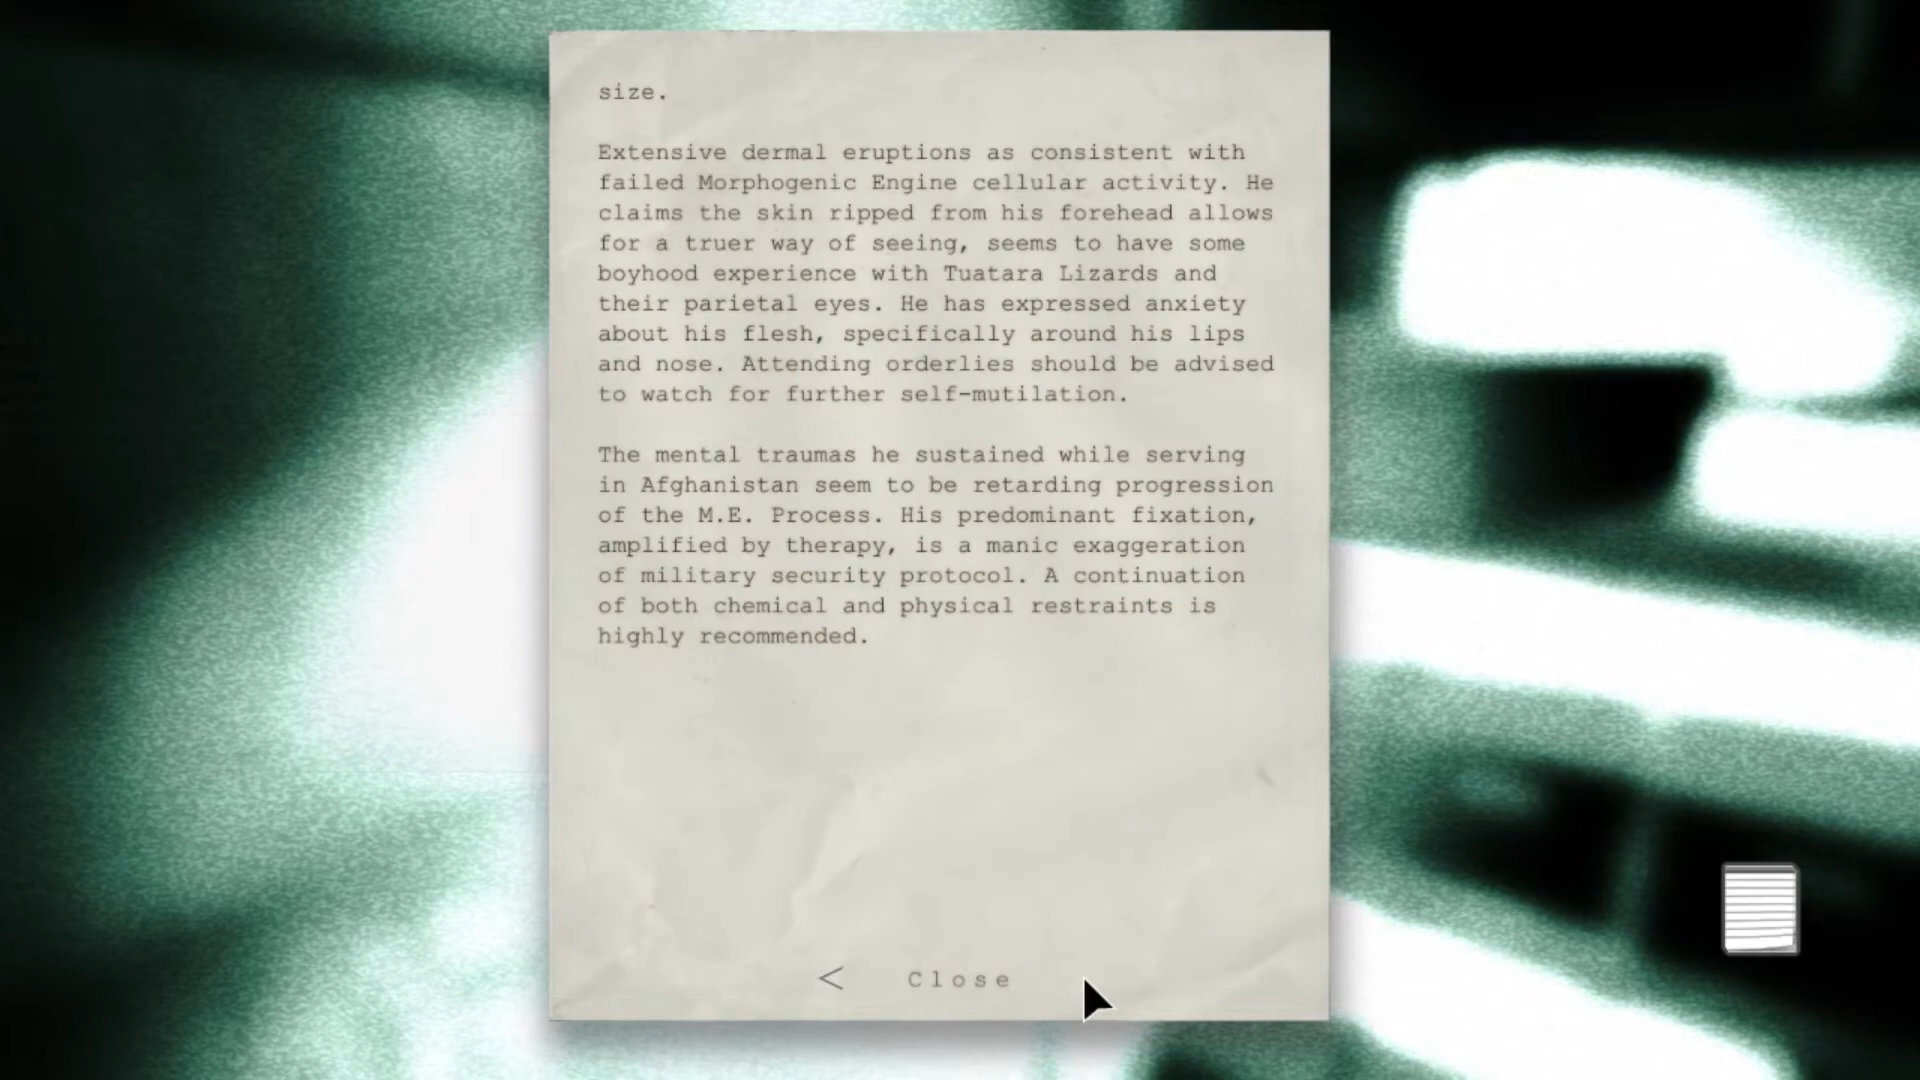 size.
Extensive dermal eruptions as consistent with
failed Morphogenic Engine cellular activity. He
claims the skin ripped from his forehead allows
for a truer way of seeing, seems to have some
boyhood experience with Tuatara Lizards and
their parietal eyes. He has expressed anxiety
about his flesh, specifically around his lips
and nose. Attending orderlies should be advised
to watch for further self-mutilation.
The mental traumas he sustained while serving
in Afghanistan seem to be retarding progression
of the M.E. Process. His predominant fixation,
amplified by therapy, is a manic exaggeration
of military security protocol. A continuation
of both chemical and physical restraints is
highly recommended.
< Close